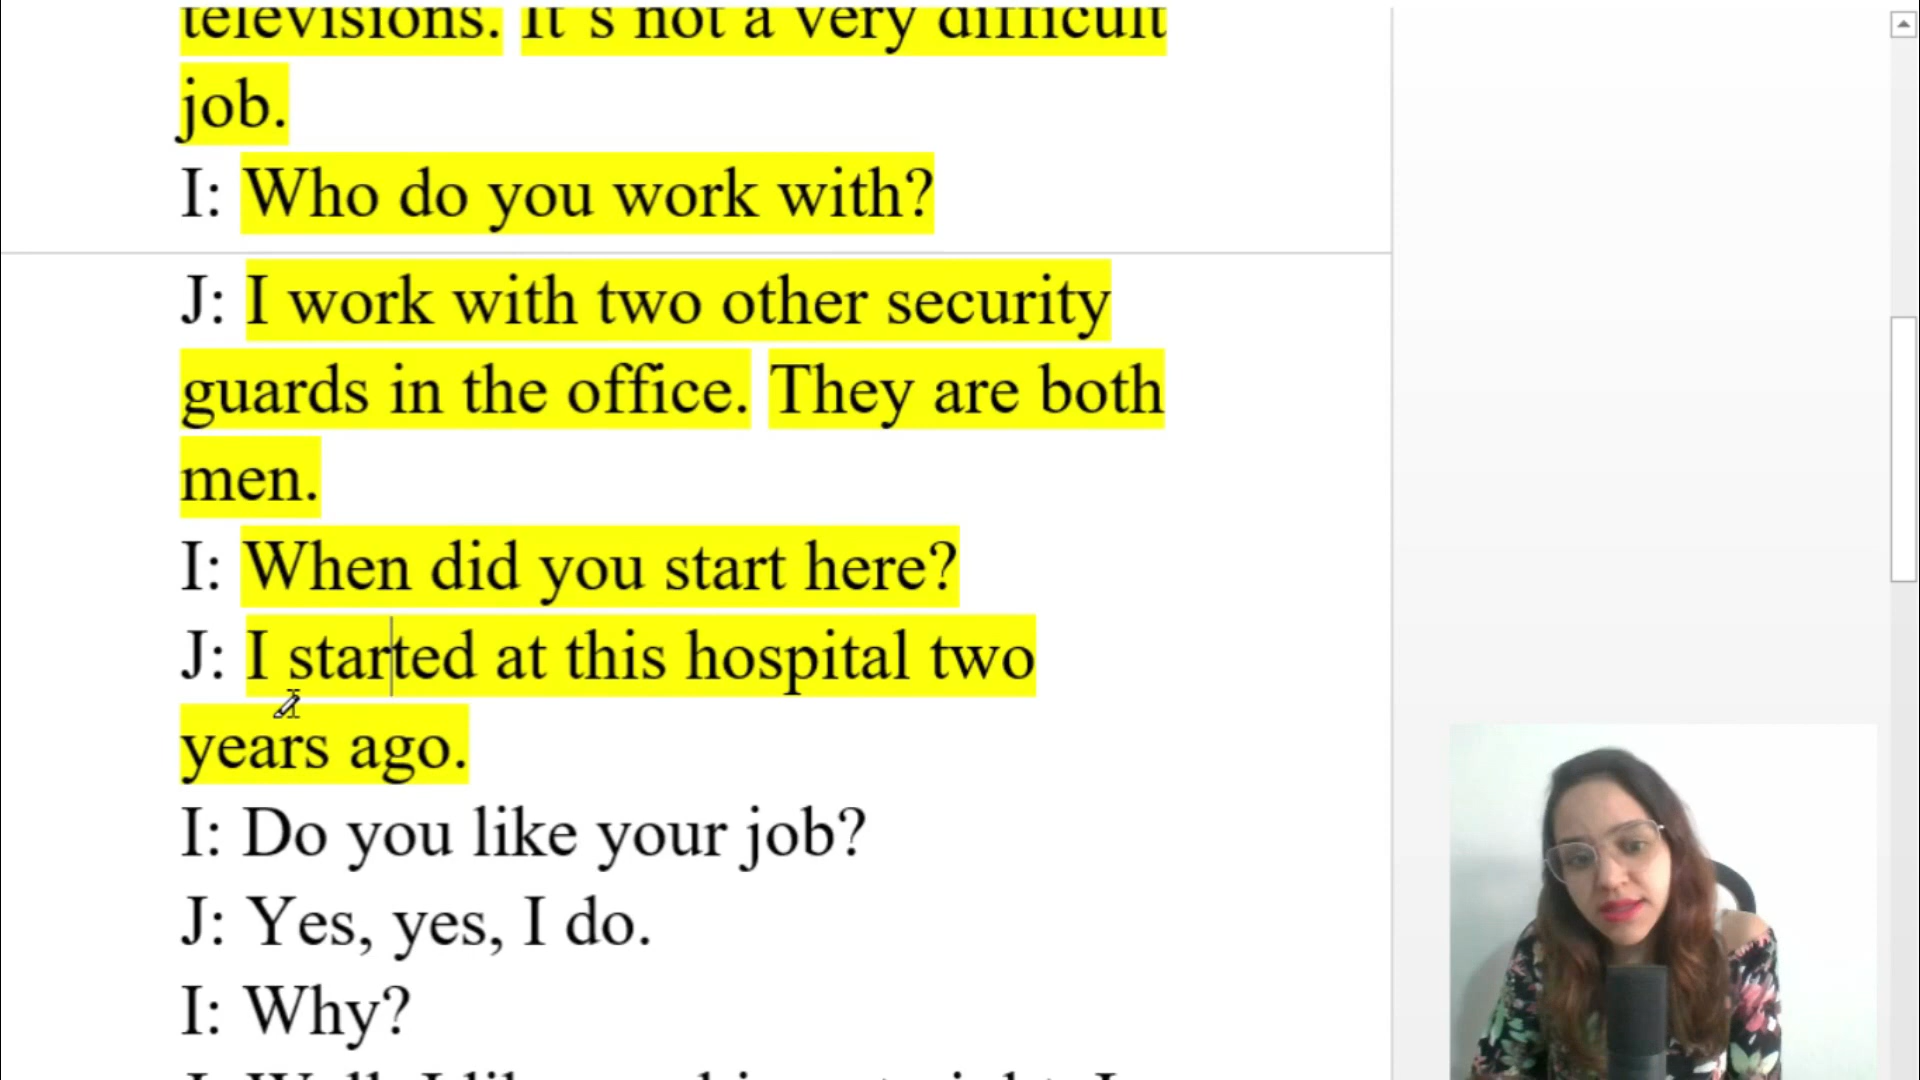 televisions. It's not a very difficult
job.
I: Who do you work with?
J: I work with two other security
guards in the office. They are both
men.
I: When did you start here?
J: I started at this hospital two
years ago.
I: Do you like your job?
J: Yes, yes, I do.
I: Why?